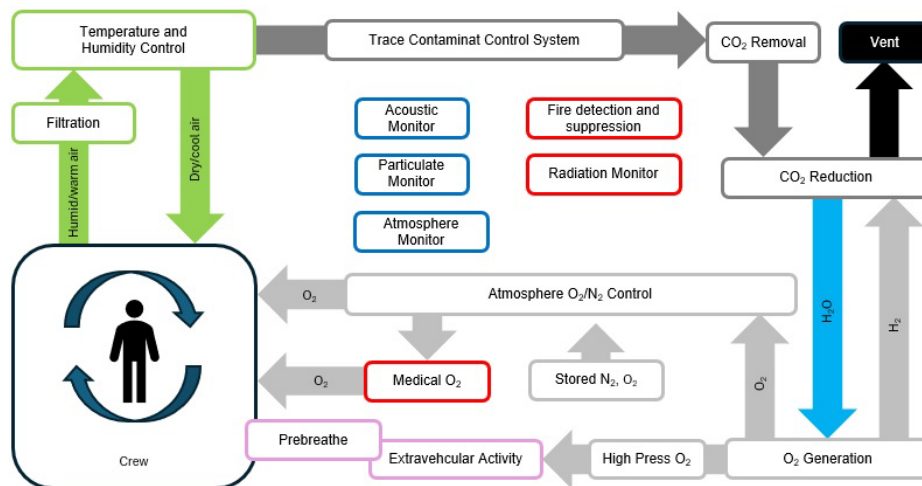 Temperature and
Humidity Control
Trace Contaminat Control System
CO₂ Removal
Vent
Filtration
Humid/warm air
Dry/cool air
Acoustic
Monitor
Fire detection and
suppression
Particulate
Monitor
Radiation Monitor
Atmosphere
Monitor
CO₂ Reduction
H₂O
H₂
O₂
Atmosphere O₂/N₂ Control
O₂
Medical O₂
Stored N₂, O₂
O₂
Crew
Prebreathe
Extravehcular Activity
High Press O₂
O₂ Generation